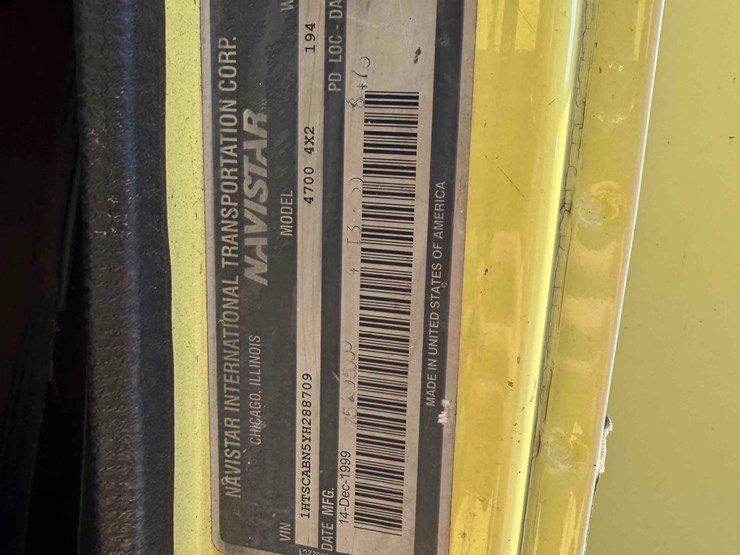 NAVISTAR INTERNATIONAL TRANSPORTATION CORP.
CHICAGO, ILLINOIS
NAVISTAR
VIN MODEL W
1HTSCABN5YH288709 4700 4X2 194
DATE MFG. PD LOC - DA
14-Dec-1999
MADE IN UNITED STATES OF AMERICA